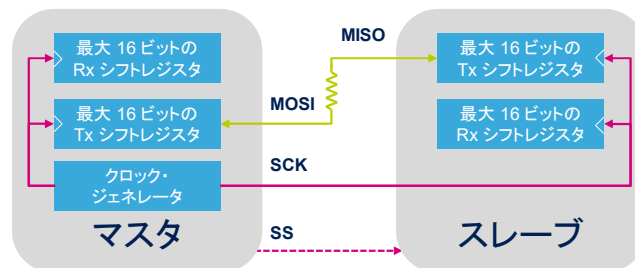 最大 16 ビットの
Rx シフトレジスタ
最大 16 ビットの
Tx シフトレジスタ
クロック・
ジェネレータ
マスタ
MISO
MOSI
SCK
SS
最大 16 ビットの
Tx シフトレジスタ
最大 16 ビットの
Rx シフトレジスタ
スレーブ